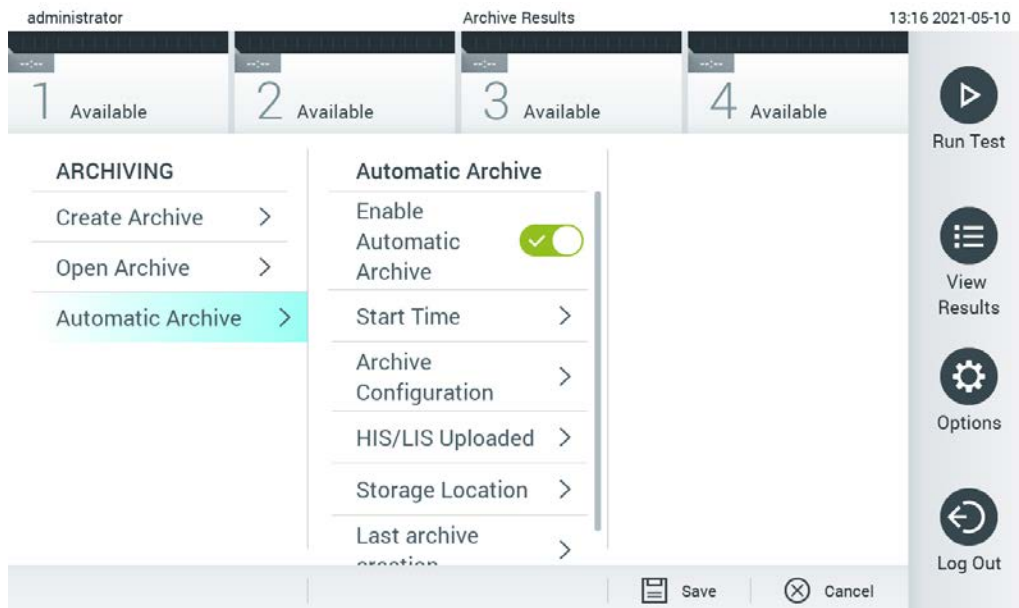 administrator
Archive Results
13:16 2021-05-10
--:--
1 Available
--:--
2 Available
--:--
3 Available
--:--
4 Available
Run Test
View
Results
Options
Log Out
ARCHIVING
Create Archive
Open Archive
Automatic Archive
Automatic Archive
Enable
Automatic
Archive
Start Time
Archive
Configuration
HIS/LIS Uploaded
Storage Location
Last archive
creation
Save
Cancel